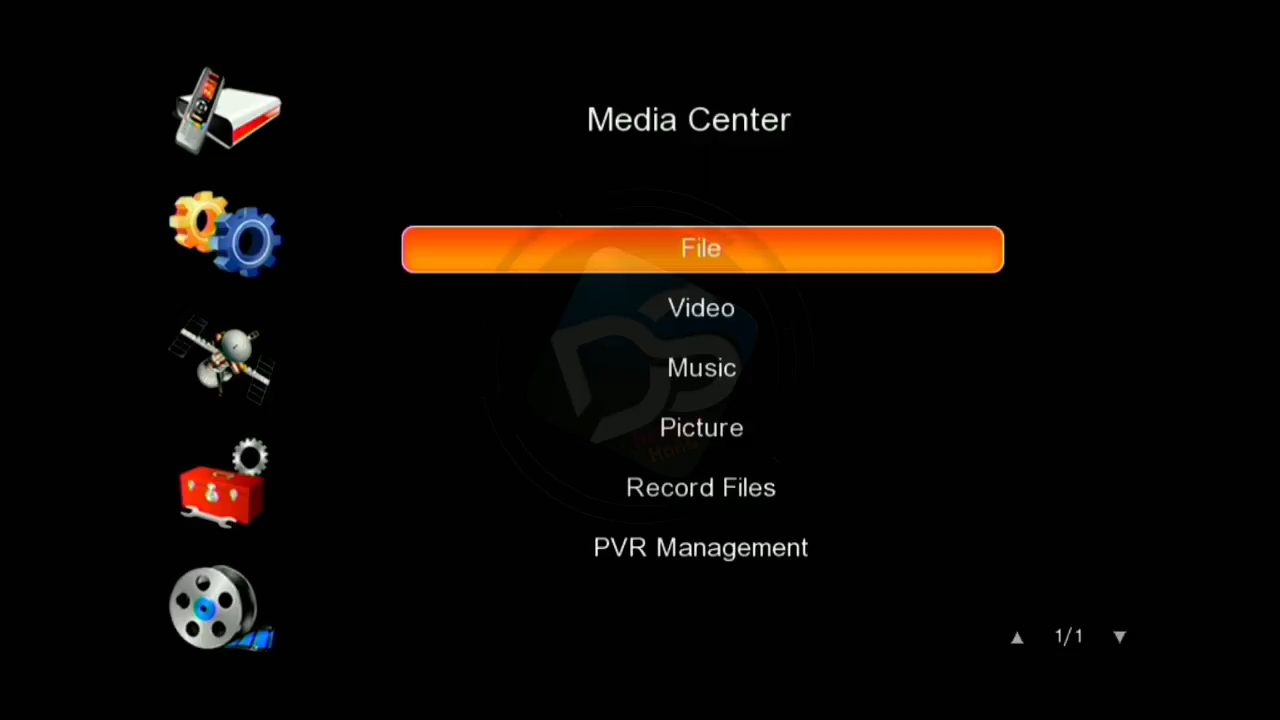 Media Center
File
Video
Music
Picture
Record Files
PVR Management
1/1